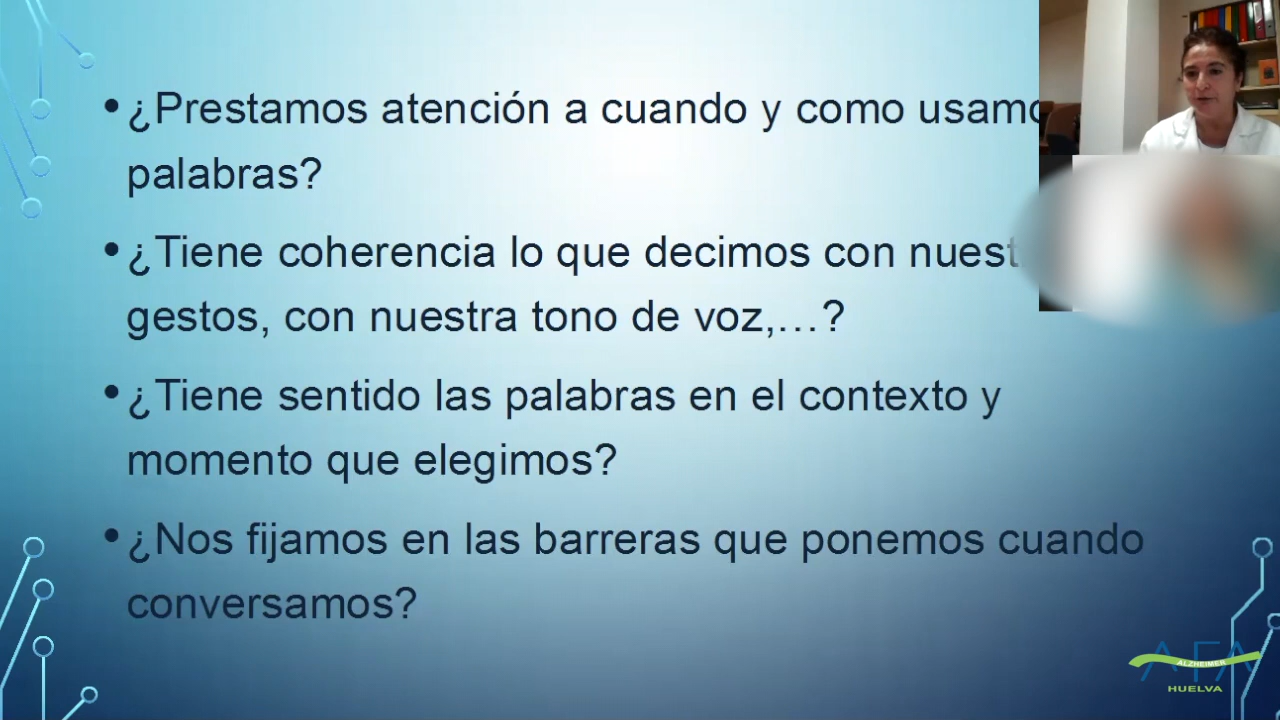 • ¿Prestamos atención a cuando y como
palabras?
• ¿Tiene coherencia lo que decimos con
gestos, con nuestra tono de voz,…?
• ¿Tiene sentido las palabras en el contexto y
momento que elegimos?
• ¿Nos fijamos en las barreras que ponemos cuando
conversamos?
AFA
ALZHEIMER
HUELVA